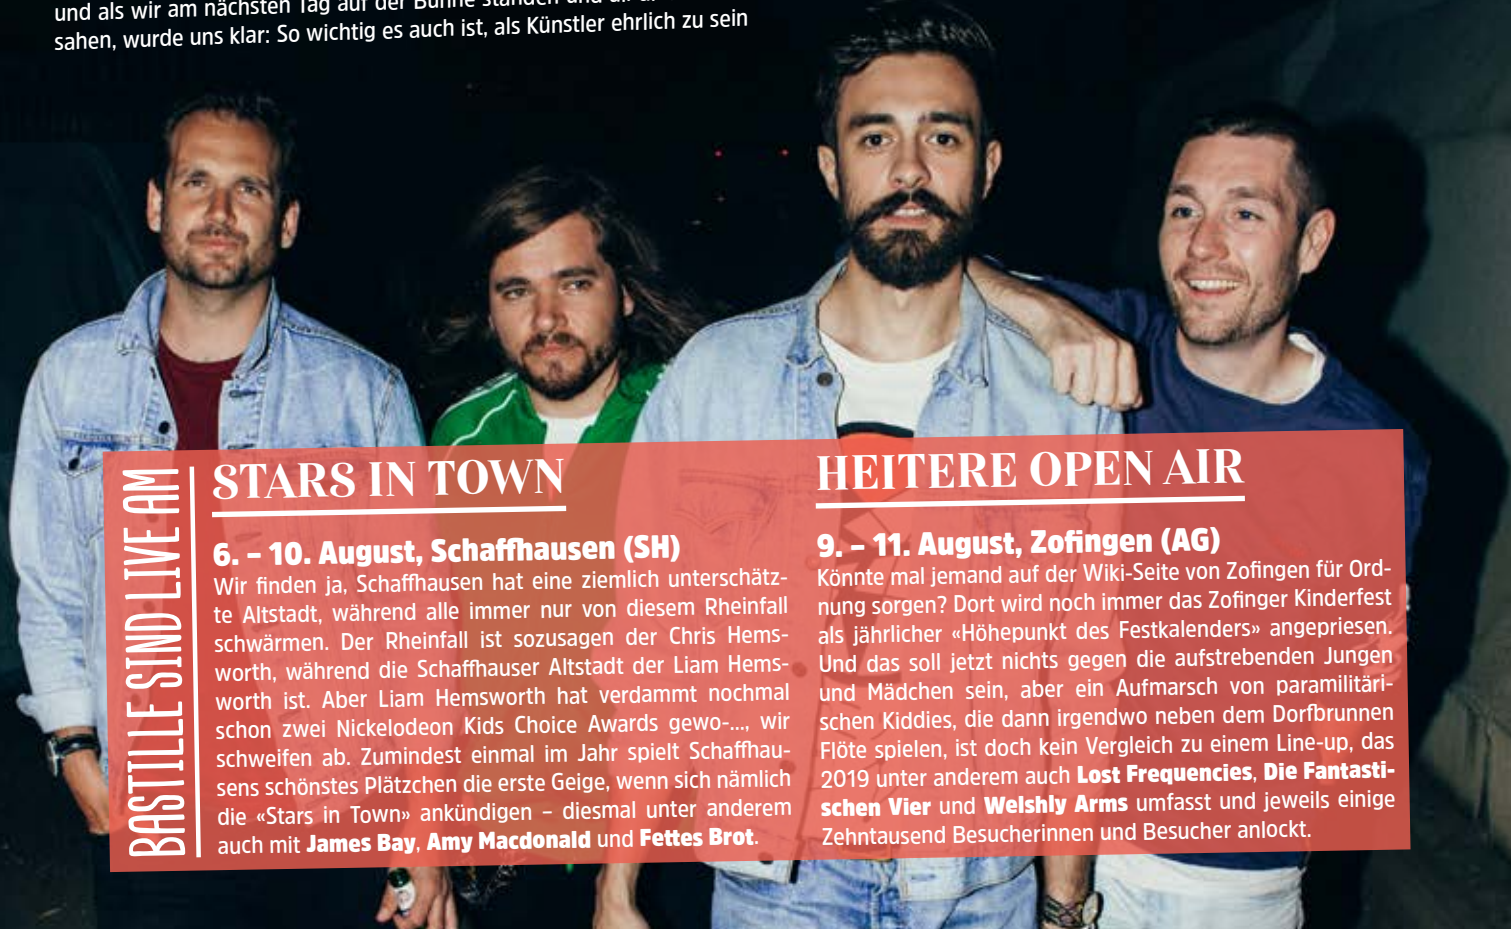 und als wir am nächsten Tag auf der Bühne standen und
sahen, wurde uns klar: So wichtig es auch ist, als Künstler ehrlich zu sein
BASTILLE SIND LIVE AM
STARS IN TOWN
6. – 10. August, Schaffhausen (SH)
Wir finden ja, Schaffhausen hat eine ziemlich unterschätz-
te Altstadt, während alle immer nur von diesem Rheinfall
schwärmen. Der Rheinfall ist sozusagen der Chris Hems-
worth, während die Schaffhauser Altstadt der Liam Hems-
worth ist. Aber Liam Hemsworth hat verdammt nochmal
schon zwei Nickelodeon Kids Choice Awards gewo-..., wir
schweifen ab. Zumindest einmal im Jahr spielt Schaffhau-
sens schönstes Plätzchen die erste Geige, wenn sich nämlich
die «Stars in Town» ankündigen – diesmal unter anderem
auch mit James Bay, Amy Macdonald und Fettes Brot.
HEITERE OPEN AIR
9. – 11. August, Zofingen (AG)
Könnte mal jemand auf der Wiki-Seite von Zofingen für Ord-
nung sorgen? Dort wird noch immer das Zofinger Kinderfest
als jährlicher «Höhepunkt des Festkalenders» angepriesen.
Und das soll jetzt nichts gegen die aufstrebenden Jungen
und Mädchen sein, aber ein Aufmarsch von paramilitäri-
schen Kiddies, die dann irgendwo neben dem Dorfbrunnen
Flöte spielen, ist doch kein Vergleich zu einem Line-up, das
2019 unter anderem auch Lost Frequencies, Die Fantasti-
schen Vier und Welshly Arms umfasst und jeweils einige
Zehntausend Besucherinnen und Besucher anlockt.